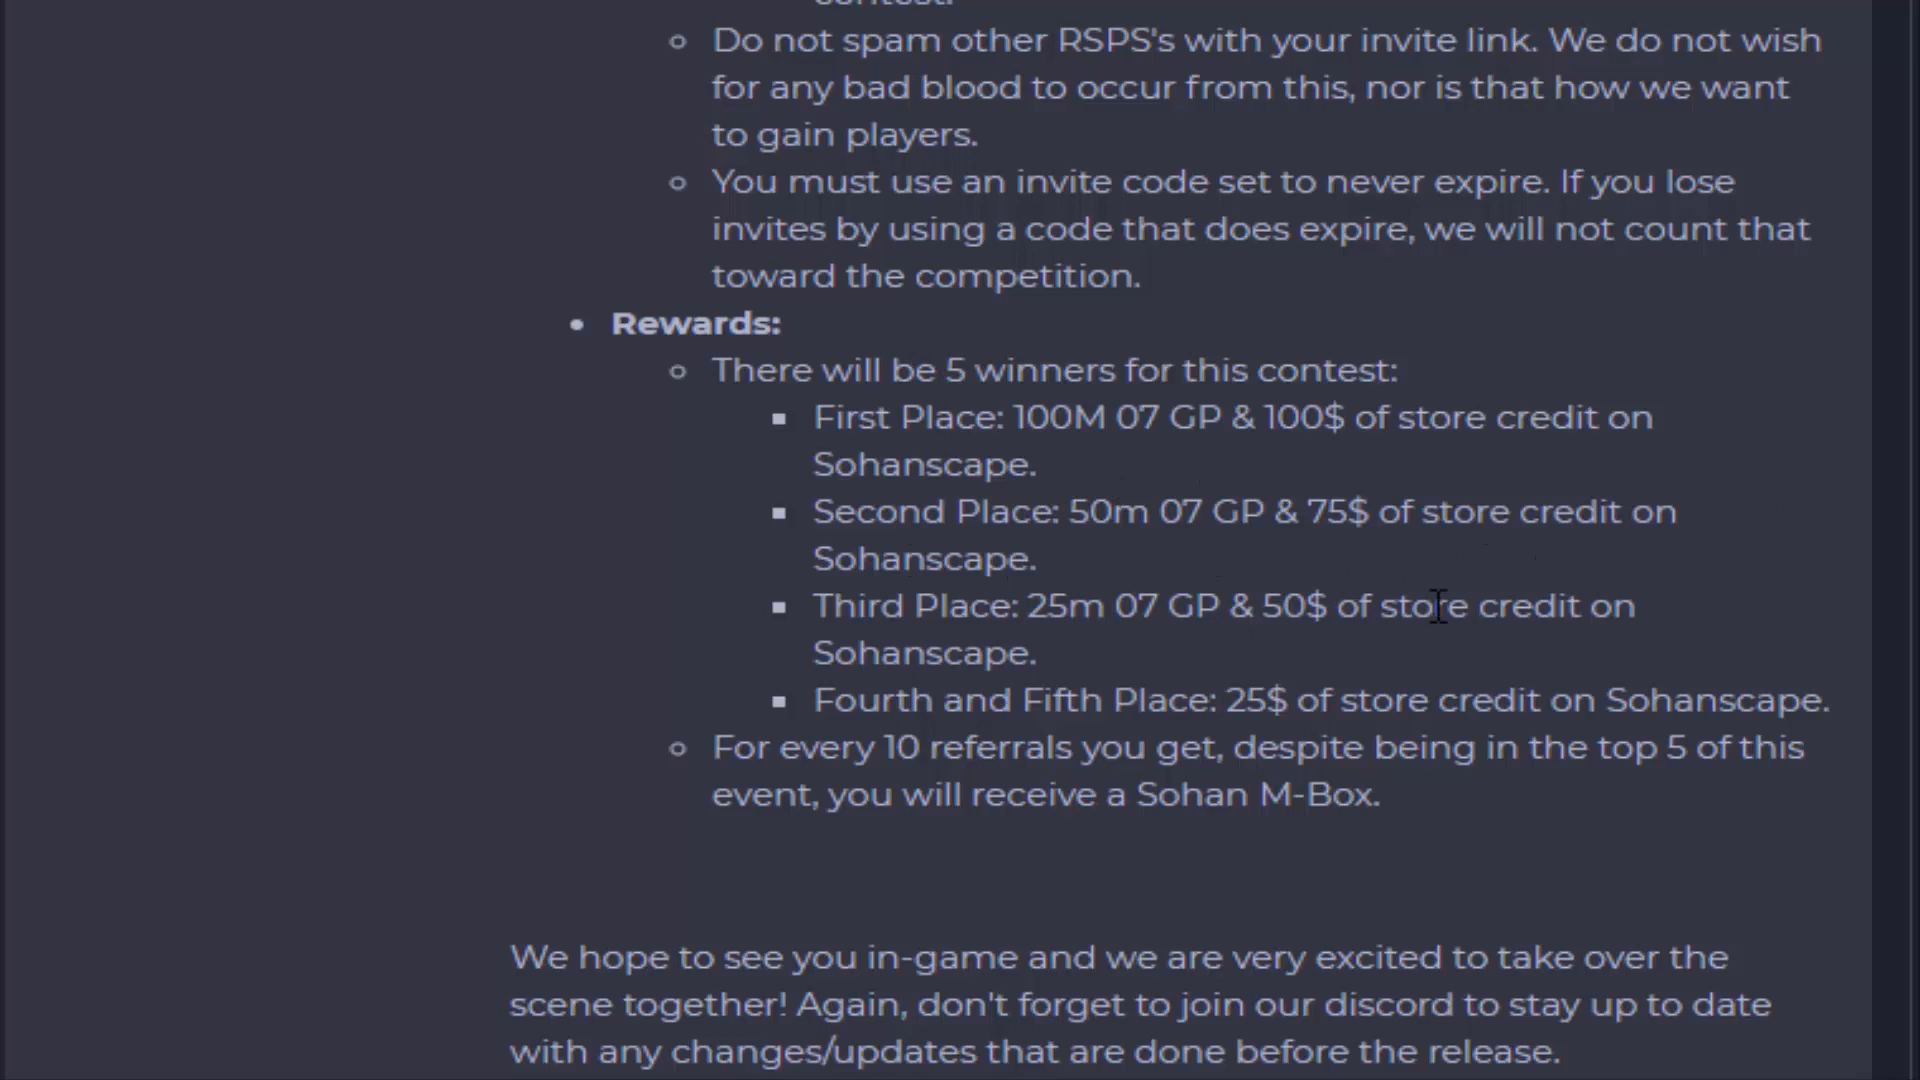 contest.
Do not spam other RSPS's with your invite link. We do not wish
for any bad blood to occur from this, nor is that how we want
to gain players.
You must use an invite code set to never expire. If you lose
invites by using a code that does expire, we will not count that
toward the competition.
Rewards:
There will be 5 winners for this contest:
First Place: 100M 07 GP & 100$ of store credit on
Sohanscape.
Second Place: 50m 07 GP & 75$ of store credit on
Sohanscape.
Third Place: 25m 07 GP & 50$ of store credit on
Sohanscape.
Fourth and Fifth Place: 25$ of store credit on Sohanscape.
For every 10 referrals you get, despite being in the top 5 of this
event, you will receive a Sohan M-Box.
We hope to see you in-game and we are very excited to take over the
scene together! Again, don't forget to join our discord to stay up to date
with any changes/updates that are done before the release.